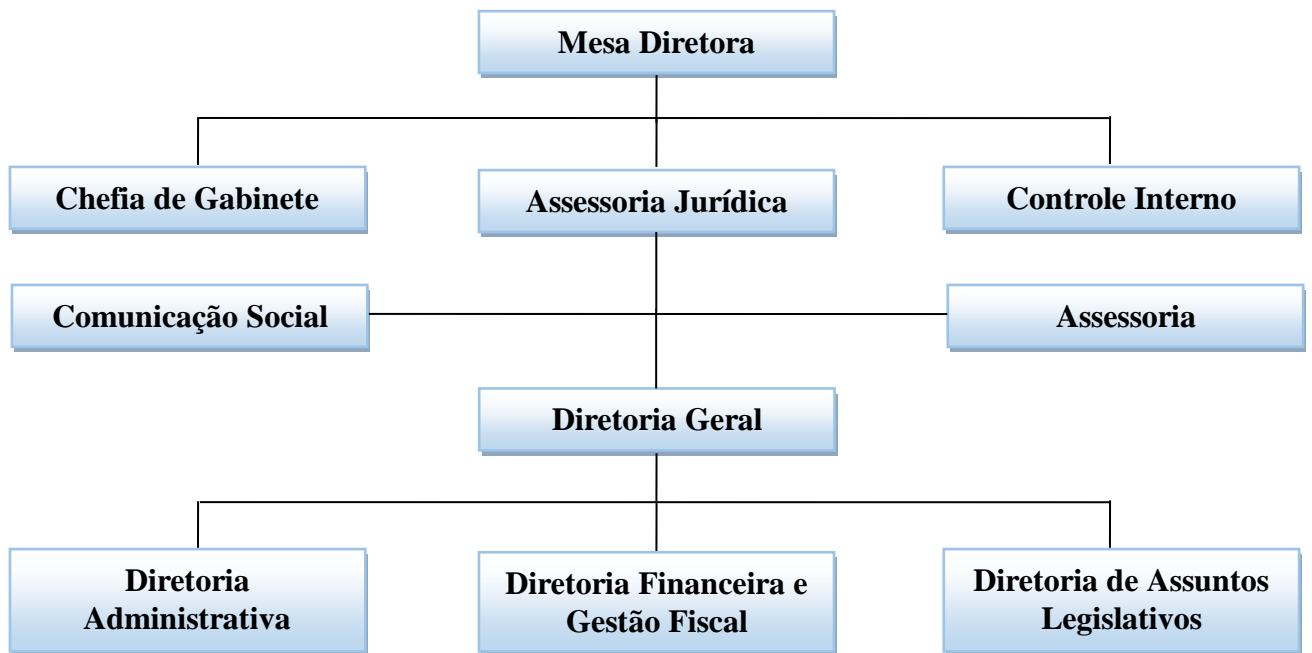 Mesa Diretora
Chefia de Gabinete
Assessoria Jurídica
Controle Interno
Comunicação Social
Assessoria
Diretoria Geral
Diretoria
Administrativa
Diretoria Financeira e
Gestão Fiscal
Diretoria de Assuntos
Legislativos